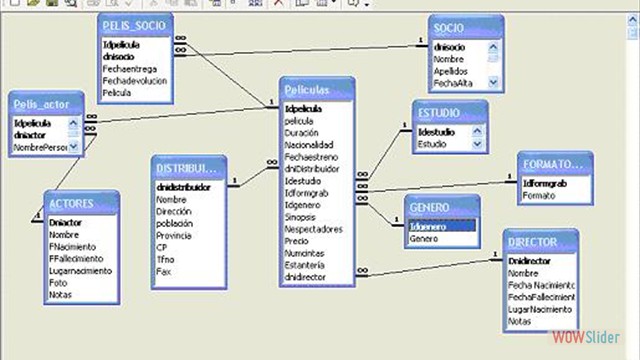 PELIS_SOCIO
Idpelicula
dnisocio
Fechaentrega
Fechadevolucion
Pelicula
SOCIO
dnisocio
Nombre
Apellidos
FechaAlta
Pelis_actor
Idpelicula
dniactor
NombrePerson
Peliculas
Idpelicula
pelicula
Duración
Nacionalidad
Fechaestreno
dniDistribuidor
Idestudio
Idformgrab
Idgenero
Sinopsis
Nespectadores
Precio
Numcintas
Estantería
dnidirector
ESTUDIO
Idestudio
Estudio
FORMATO...
Idformgrab
Formato
DISTRIBUI...
dnidistribuidor
Nombre
Dirección
población
Provincia
CP
Tfno
Fax
ACTORES
Dniactor
Nombre
FNacimiento
FFallecimiento
Lugarnacimiento
Foto
Notas
GENERO
Idgenero
Genero
DIRECTOR
Dnidirector
Nombre
Fecha Nacimiento
FechaFallecimient
LugarNacimiento
Notas
1
1
1
1
1
1
1
1
∞
∞
∞
∞
∞
∞
∞
∞
∞
WOWSlider